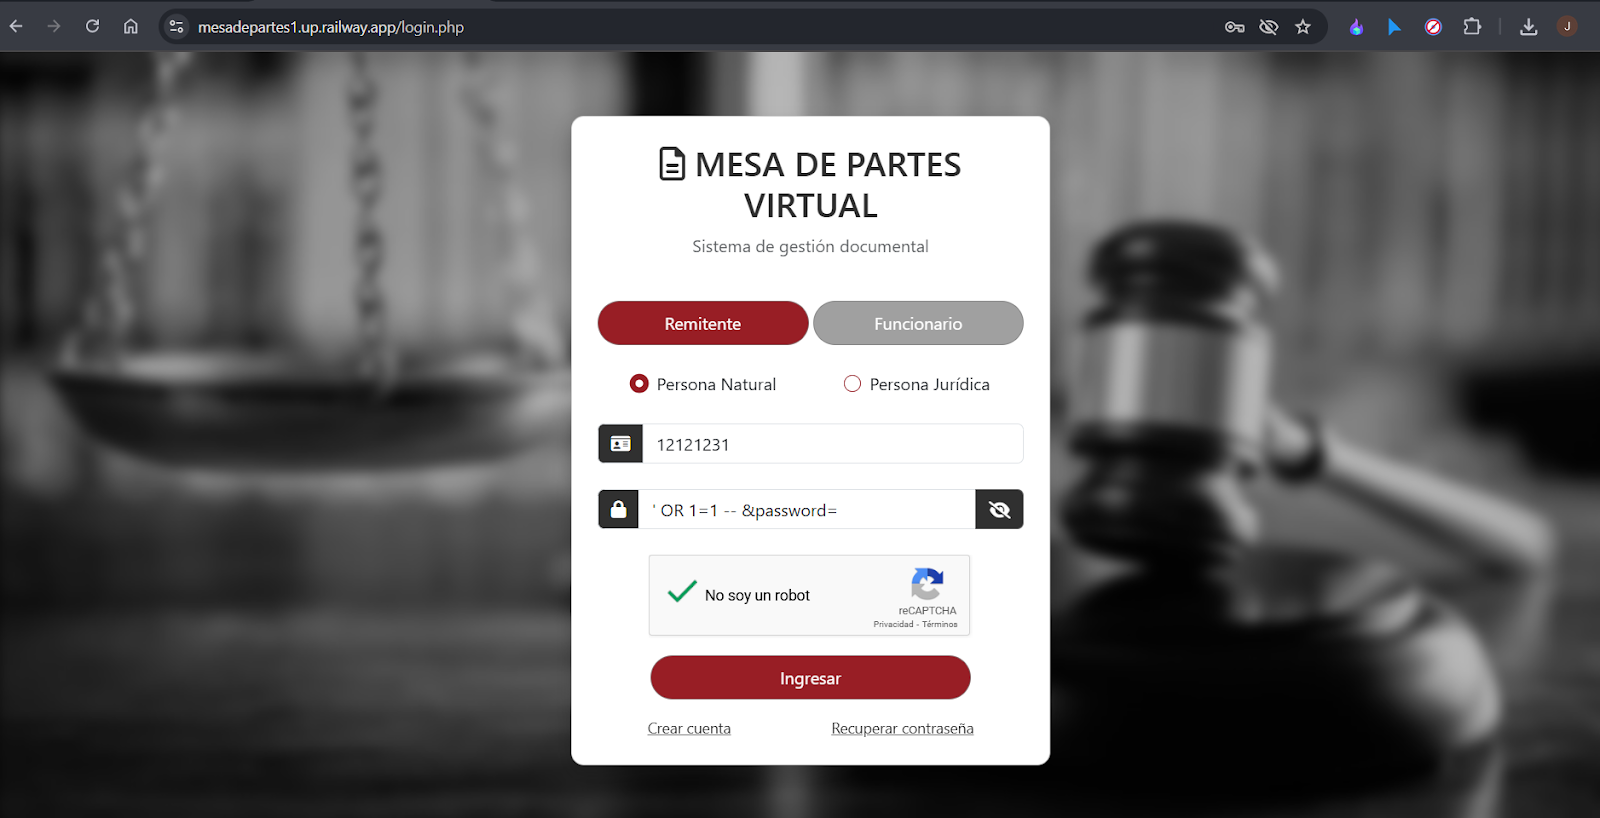 mesadepartes1.up.railway.app/login.php
J
MESA DE PARTES
VIRTUAL
Sistema de gestión documental
Remitente
Funcionario
Persona Natural
Persona Jurídica
12121231
' OR 1=1 -- &password=
No soy un robot
reCAPTCHA
Privacidad - Términos
Ingresar
Crear cuenta
Recuperar contraseña